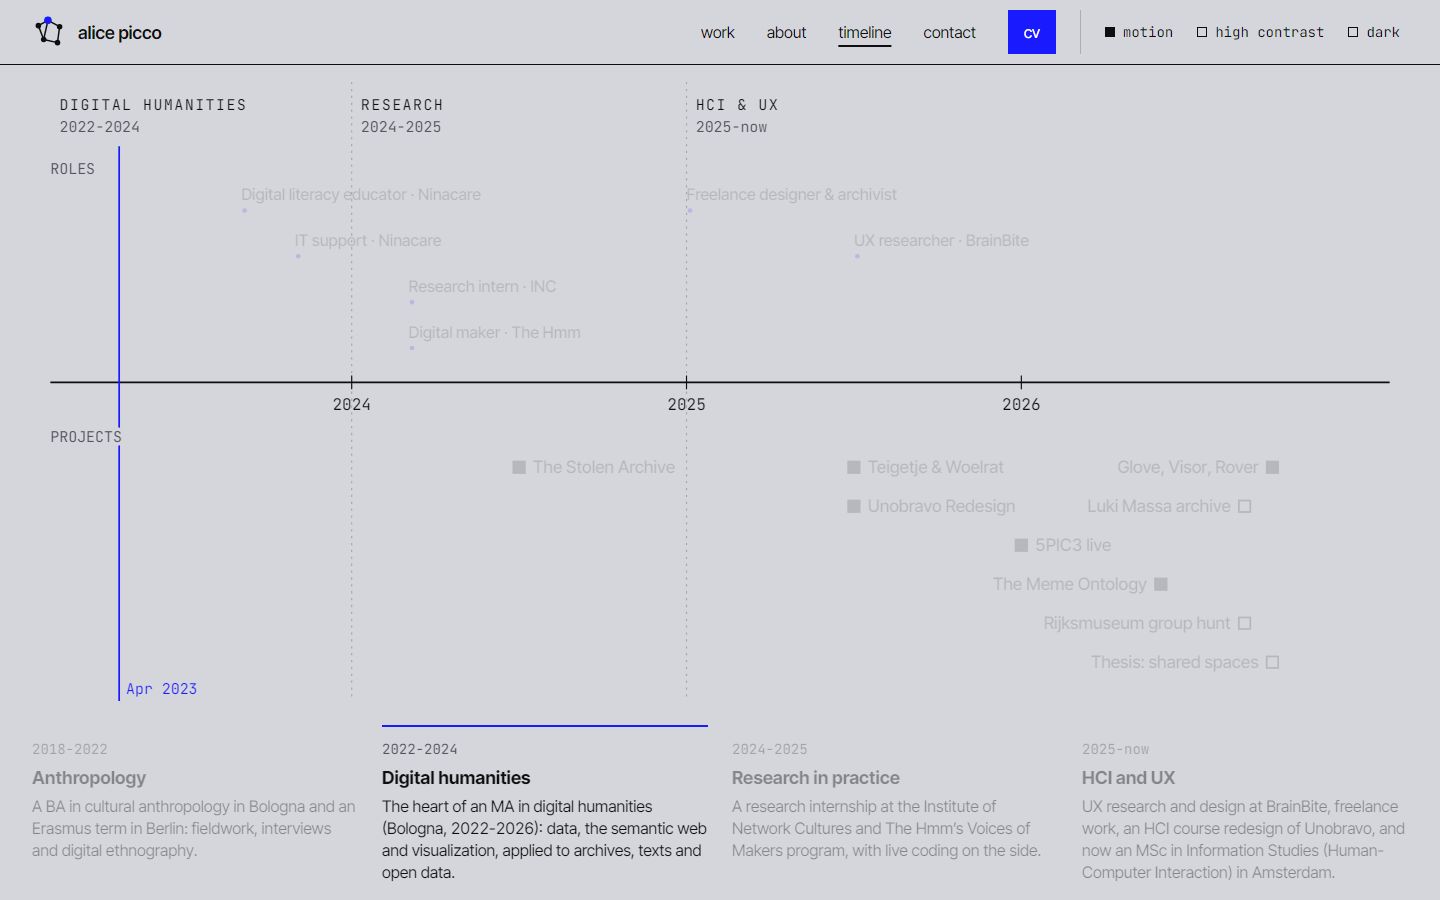 alice picco
work about timeline contact cv motion high contrast dark
DIGITAL HUMANITIES RESEARCH HCI & UX
2022-2024 2024-2025 2025-now
ROLES
Digital literacy educator · Ninacare Freelance designer & archivist
IT support · Ninacare UX researcher · BrainBite
Research intern · INC
Digital maker · The Hmm
2024 2025 2026
PROJECTS
The Stolen Archive Teigetje & Woelrat Glove, Visor, Rover
Unobravo Redesign Luki Massa archive
5PIC3 live
The Meme Ontology
Rijksmuseum group hunt
Thesis: shared spaces
Apr 2023
2018-2022
Anthropology
A BA in cultural anthropology in Bologna and an
Erasmus term in Berlin: fieldwork, interviews
and digital ethnography.
2022-2024
Digital humanities
The heart of an MA in digital humanities
(Bologna, 2022-2026): data, the semantic web
and visualization, applied to archives, texts and
open data.
2024-2025
Research in practice
A research internship at the Institute of
Network Cultures and The Hmm's Voices of
Makers program, with live coding on the side.
2025-now
HCI and UX
UX research and design at BrainBite, freelance
work, an HCI course redesign of Unobravo, and
now an MSc in Information Studies (Human-
Computer Interaction) in Amsterdam.